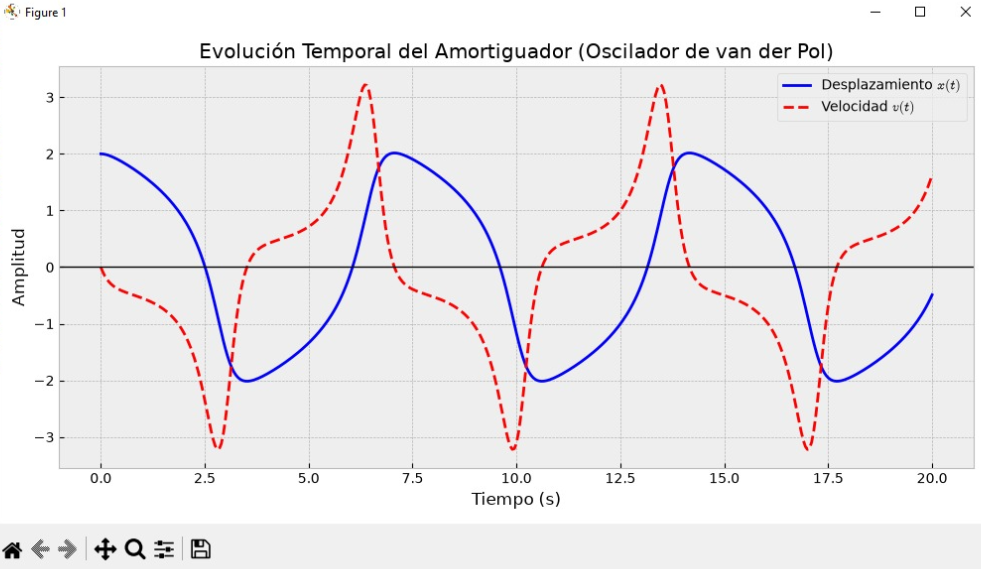 Figure 1
Evolución Temporal del Amortiguador (Oscilador de van der Pol)
Desplazamiento x(t)
Velocidad v(t)
3
2
1
0
−1
−2
−3
Amplitud
0.0 2.5 5.0 7.5 10.0 12.5 15.0 17.5 20.0
Tiempo (s)